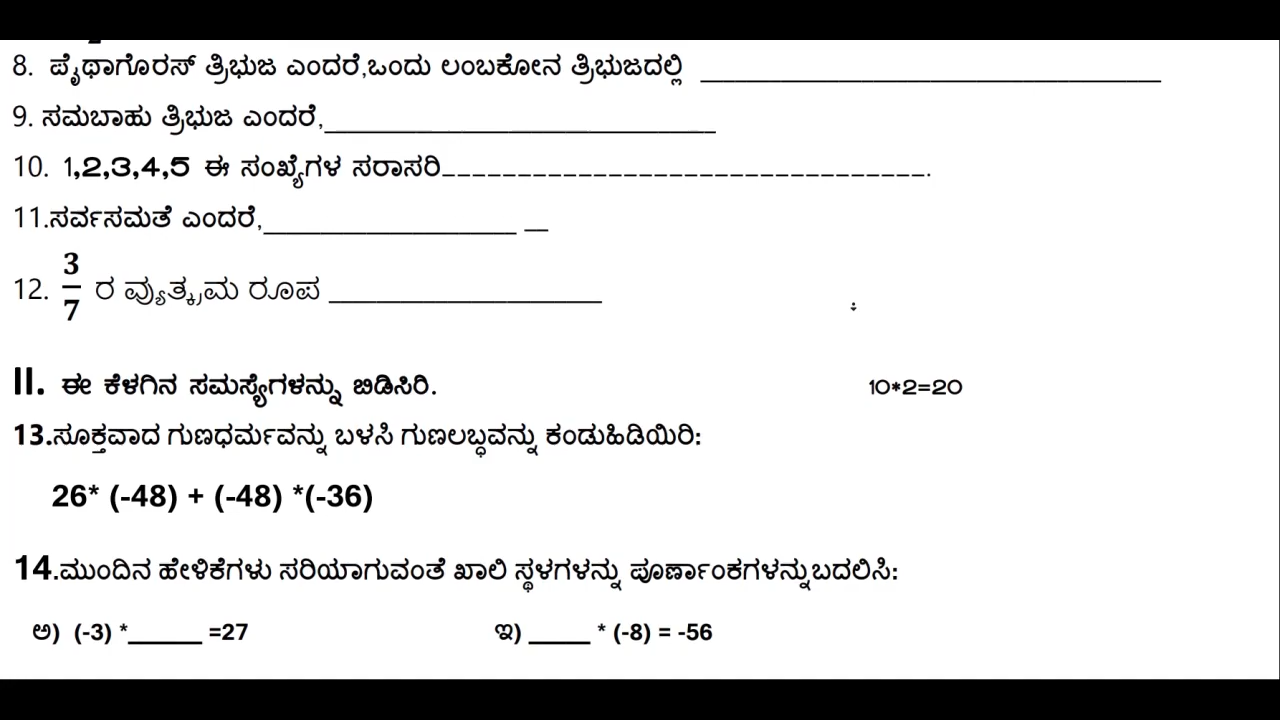 8. ಪೈಥಾಗೊರಸ್ ತ್ರಿಭುಜ ಎಂದರೆ,ಒಂದು ಲಂಬಕೋನ ತ್ರಿಭುಜದಲ್ಲಿ ______________________________
9. ಸಮಬಾಹು ತ್ರಿಭುಜ ಎಂದರೆ,__________________________
10. 1,2,3,4,5 ಈ ಸಂಖ್ಯೆಗಳ ಸರಾಸರಿ________________________________.
11.ಸರ್ವಸಮತೆ ಎಂದರೆ,_________________ __
12. 3/7 ರ ವ್ಯುತ್ಕ್ರಮ ರೂಪ __________________
II. ಈ ಕೆಳಗಿನ ಸಮಸ್ಯೆಗಳನ್ನು ಬಿಡಿಸಿರಿ. 10*2=20
13.ಸೂಕ್ತವಾದ ಗುಣಧರ್ಮವನ್ನು ಬಳಸಿ ಗುಣಲಬ್ಧವನ್ನು ಕಂಡುಹಿಡಿಯಿರಿ:
26* (-48) + (-48) *(-36)
14.ಮುಂದಿನ ಹೇಳಿಕೆಗಳು ಸರಿಯಾಗುವಂತೆ ಖಾಲಿ ಸ್ಥಳಗಳನ್ನು ಪೂರ್ಣಾಂಕಗಳನ್ನುಬದಲಿಸಿ:
ಅ) (-3) *______ =27 ಇ) _____ * (-8) = -56